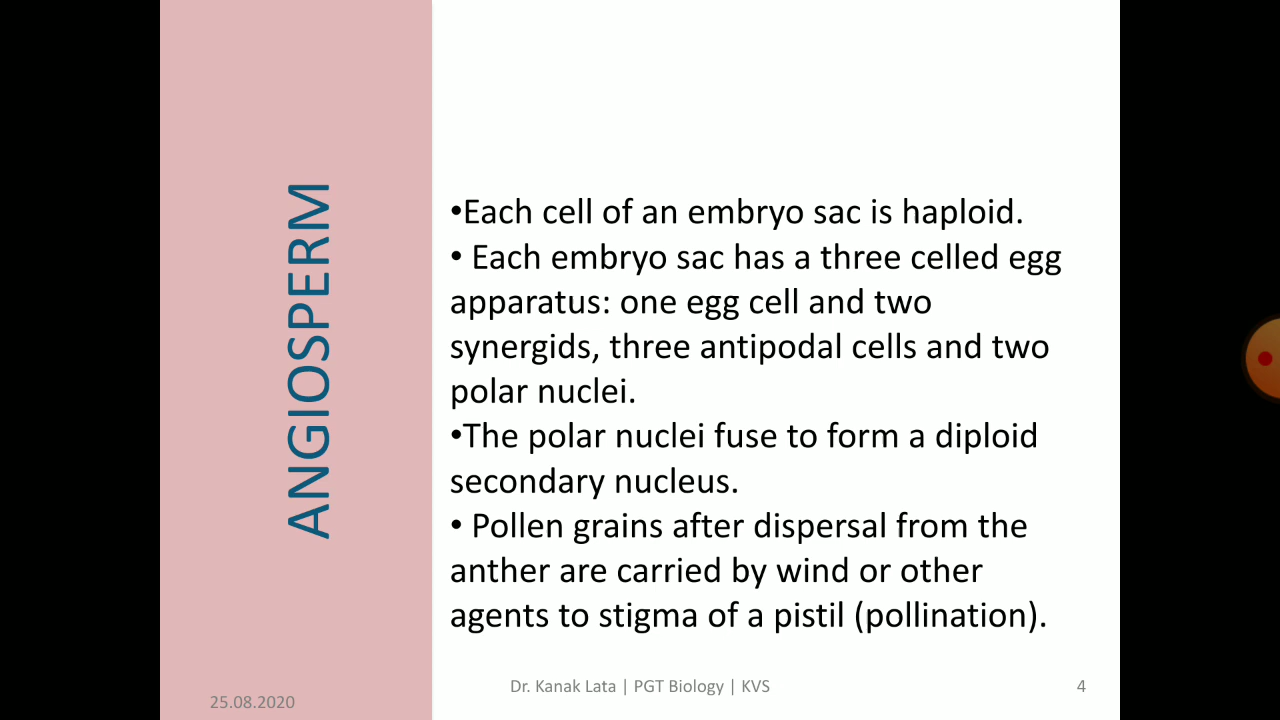 ANGIOSPERM
•Each cell of an embryo sac is haploid.
• Each embryo sac has a three celled egg
apparatus: one egg cell and two
synergids, three antipodal cells and two
polar nuclei.
•The polar nuclei fuse to form a diploid
secondary nucleus.
• Pollen grains after dispersal from the
anther are carried by wind or other
agents to stigma of a pistil (pollination).
25.08.2020
Dr. Kanak Lata | PGT Biology | KVS
4